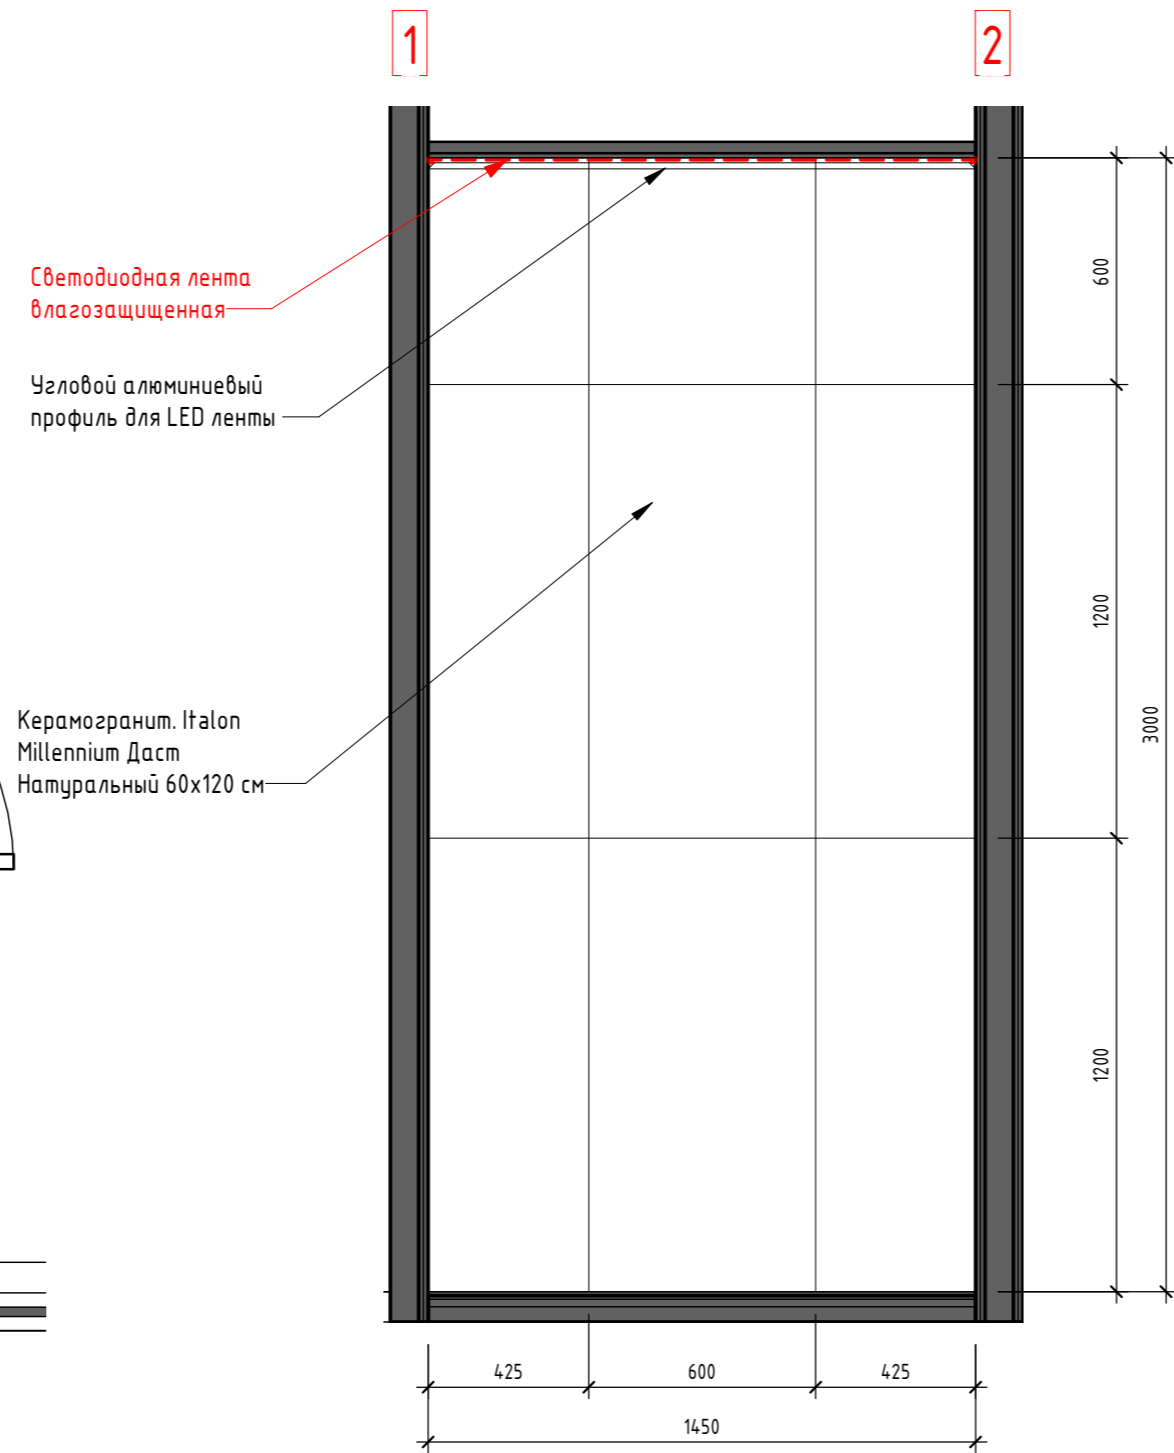 1
2
Светодиодная лента
влагозащищенная
Угловой алюминиевый
профиль для LED ленты
Керамогранит. Italon
Millennium Даст
Натуральный 60х120 см
600
1200
3000
1200
425
600
425
1450